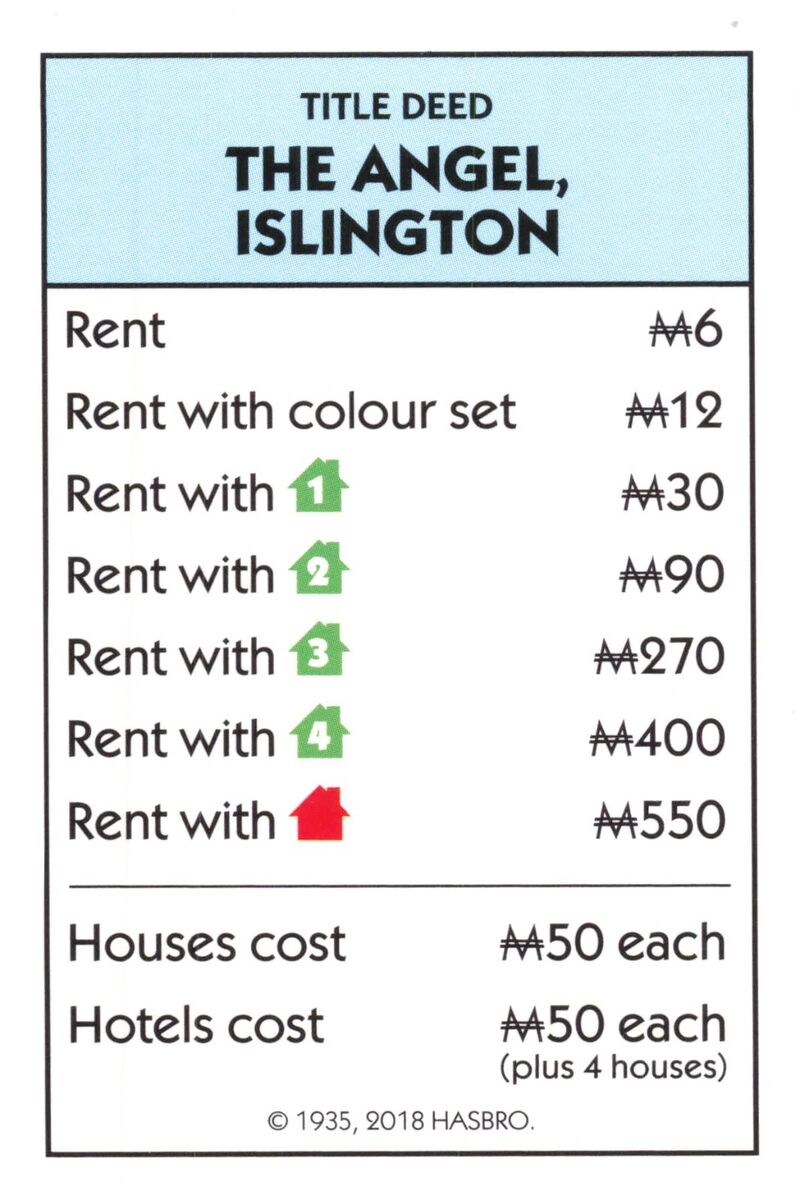 TITLE DEED
THE ANGEL,
ISLINGTON
Rent ₩6
Rent with colour set ₩12
Rent with 1 ₩30
Rent with 2 ₩90
Rent with 3 ₩270
Rent with 4 ₩400
Rent with ₩550
Houses cost ₩50 each
Hotels cost ₩50 each
(plus 4 houses)
© 1935, 2018 HASBRO.